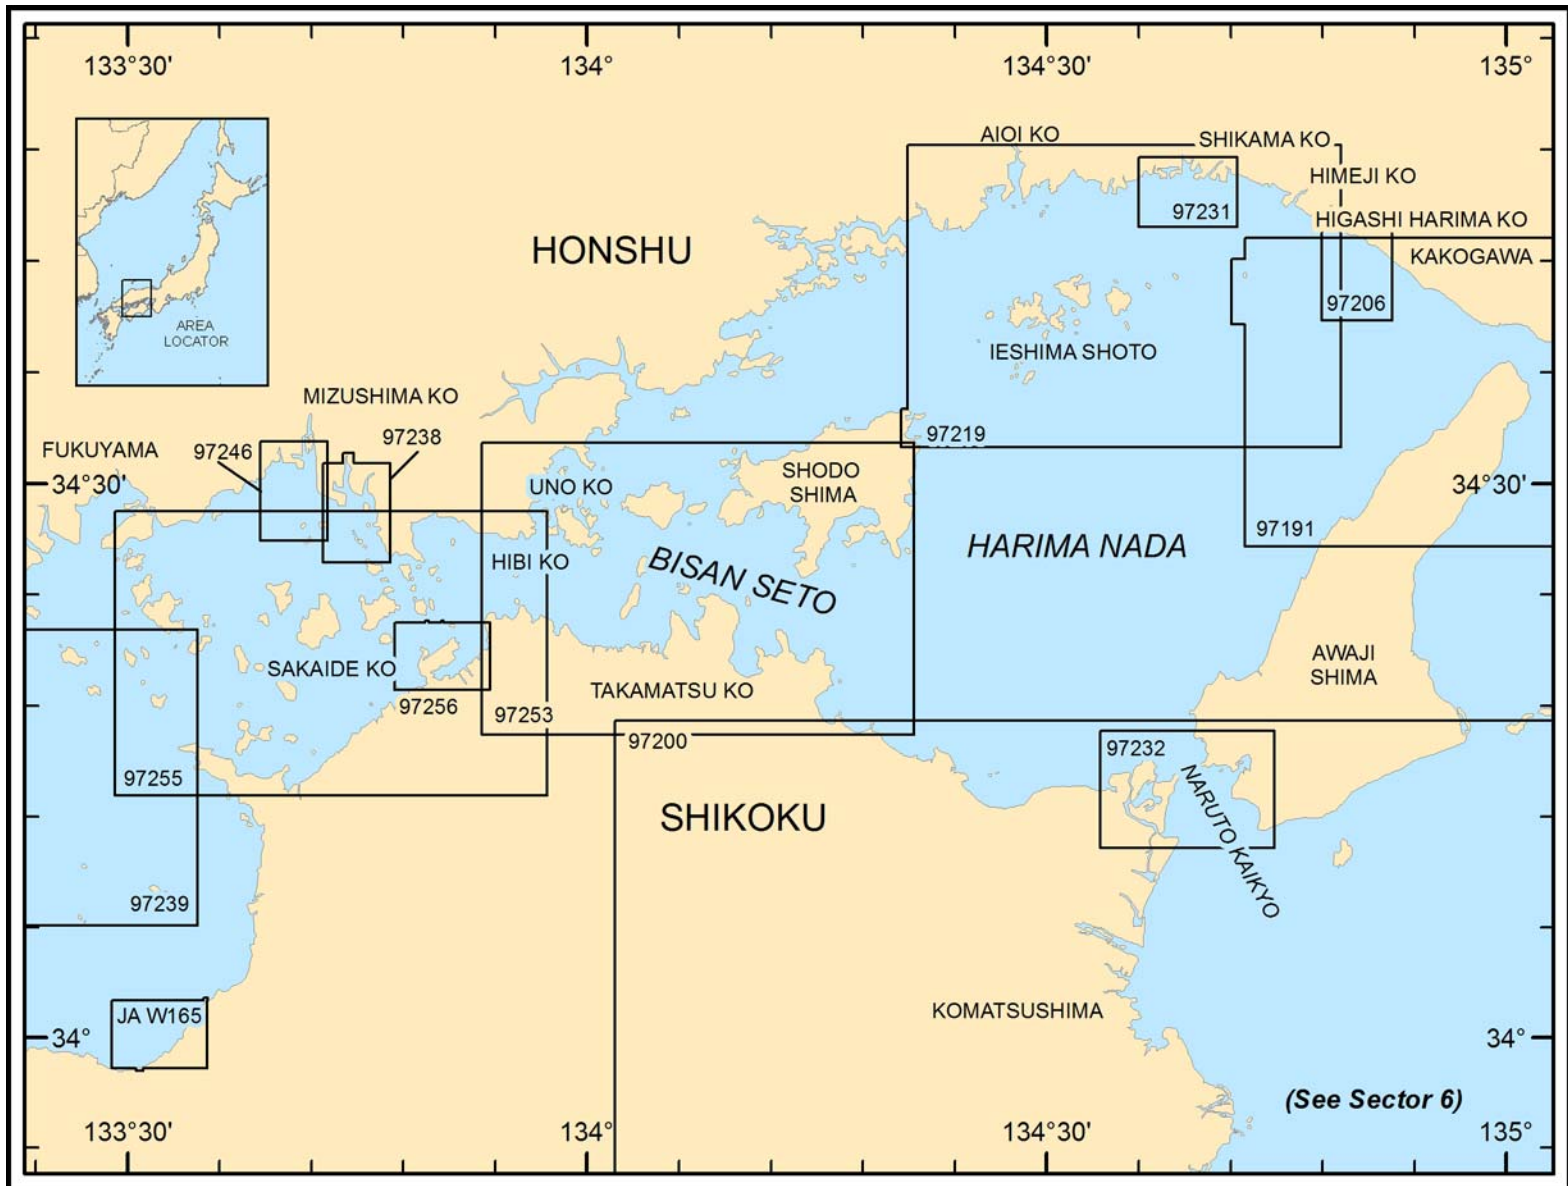 133°30'
134°
134°30'
135°
AIOI KO
SHIKAMA KO
HIMEJI KO
97231
HIGASHI HARIMA KO
HONSHU
KAKOGAWA
97206
AREA
LOCATOR
IESHIMA SHOTO
MIZUSHIMA KO
97238
97219
FUKUYAMA
97246
34°30'
SHODO
SHIMA
UNO KO
34°30'
97191
BISAN SETO
HARIMA NADA
HIBI KO
SAKAIDE KO
AWAJI
SHIMA
TAKAMATSU KO
97256
97253
97200
97232
97255
SHIKOKU
NARUTO KAIKYO
97239
JA W165
KOMATSUSHIMA
34°
34°
(See Sector 6)
133°30'
134°
134°30'
135°